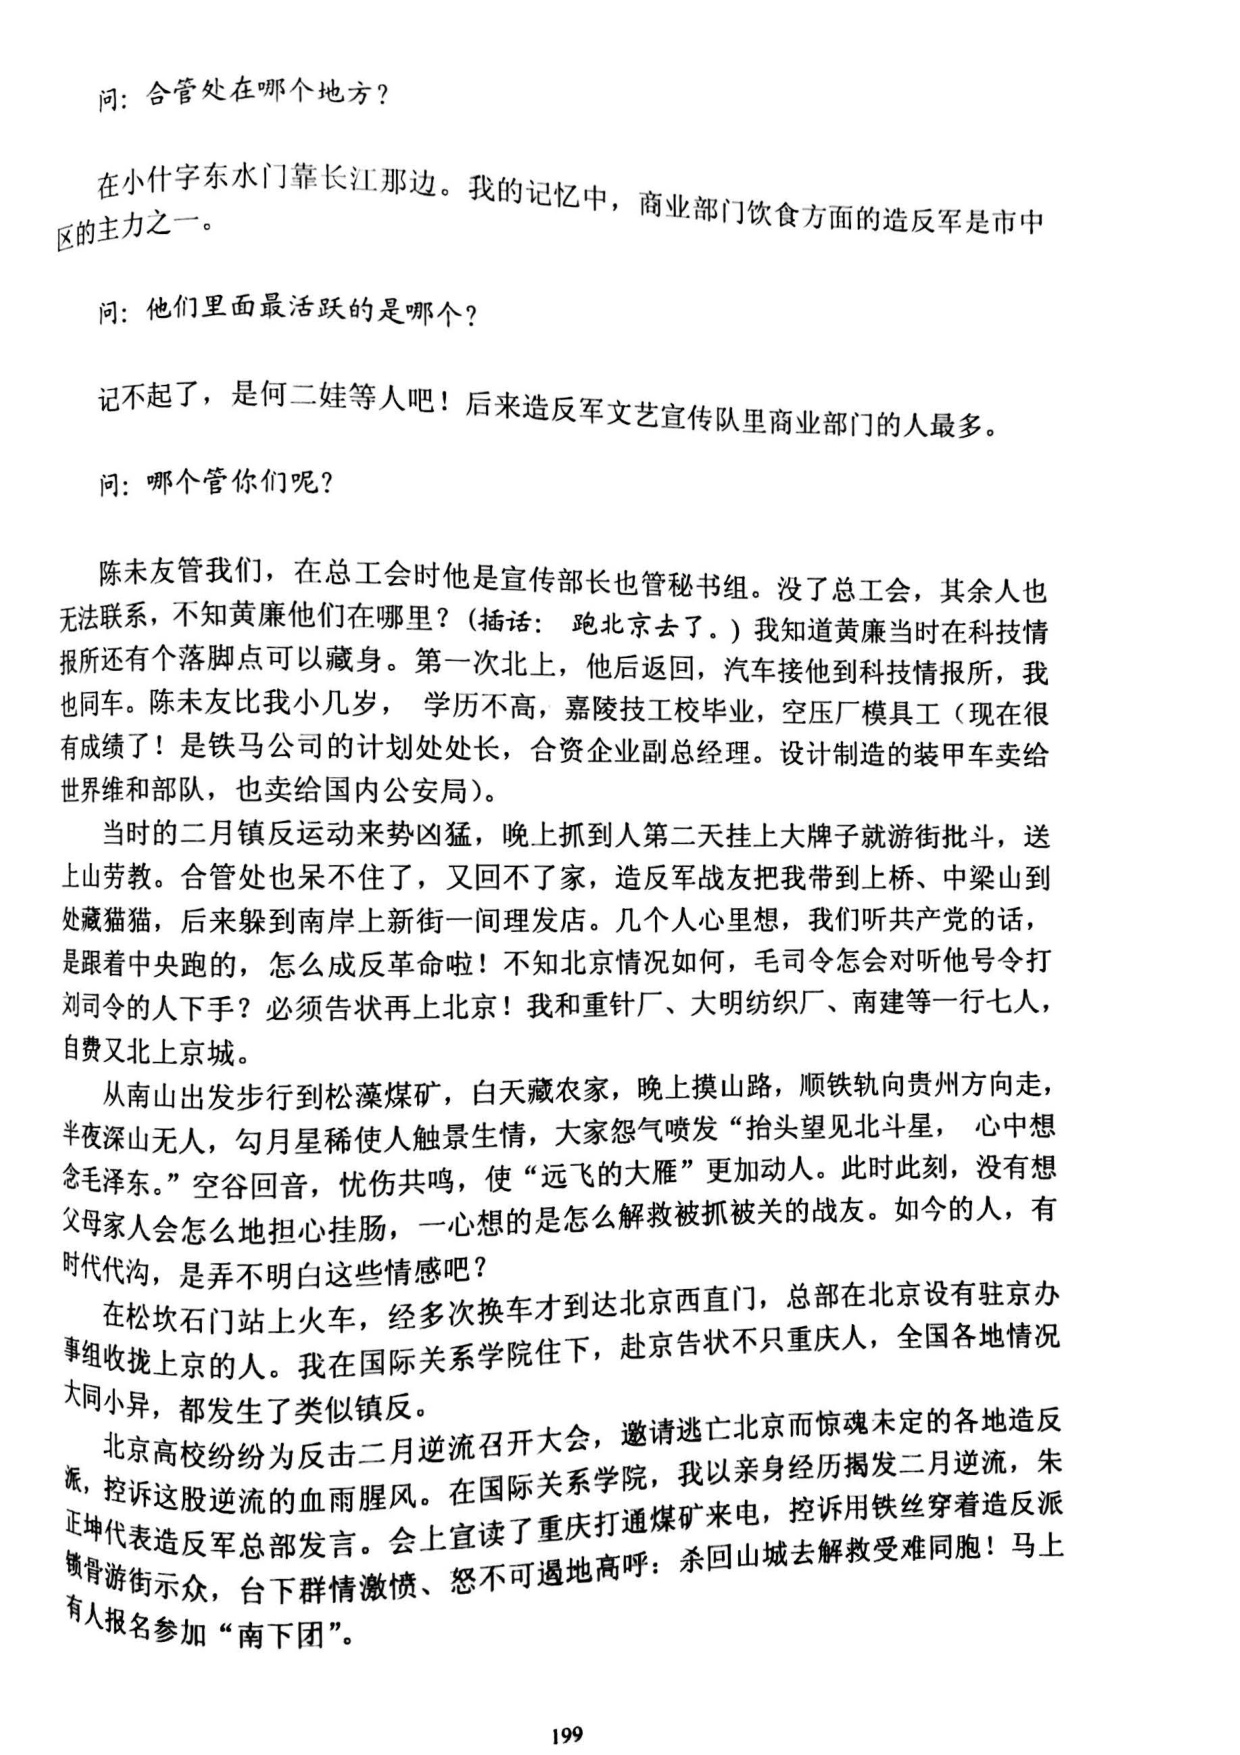 问：合管处在哪个地方？
在小什字东水门靠长江那边。我的记忆中，商业部门饮食方面的造反军是市中
区的主力之一。
问：他们里面最活跃的是哪个？
记不起了，是何二娃等人吧！后来造反军文艺宣传队里商业部门的人最多。
问：哪个管你们呢？
陈未友管我们，在总工会时他是宣传部长也管秘书组。没了总工会，其余人也
无法联系，不知黄廉他们在哪里？(插话： 跑北京去了。) 我知道黄廉当时在科技情
报所还有个落脚点可以藏身。第一次北上，他后返回，汽车接他到科技情报所，我
也同车。陈未友比我小几岁， 学历不高，嘉陵技工校毕业，空压厂模具工（现在很
有成绩了！是铁马公司的计划处处长，合资企业副总经理。设计制造的装甲车卖给
世界维和部队，也卖给国内公安局）。
当时的二月镇反运动来势凶猛，晚上抓到人第二天挂上大牌子就游街批斗，送
上山劳教。合管处也呆不住了，又回不了家，造反军战友把我带到上桥、中梁山到
处藏猫猫，后来躲到南岸上新街一间理发店。几个人心里想，我们听共产党的话，
是跟着中央跑的，怎么成反革命啦！不知北京情况如何，毛司令怎会对听他号令打
刘司令的人下手？必须告状再上北京！我和重针厂、大明纺织厂、南建等一行七人，
自费又北上京城。
从南山出发步行到松藻煤矿，白天藏农家，晚上摸山路，顺铁轨向贵州方向走，
半夜深山无人，勾月星稀使人触景生情，大家怨气喷发“抬头望见北斗星， 心中想
念毛泽东。”空谷回音，忧伤共鸣，使“远飞的大雁”更加动人。此时此刻，没有想
父母家人会怎么地担心挂肠，一心想的是怎么解救被抓被关的战友。如今的人，有
时代代沟，是弄不明白这些情感吧？
在松坎石门站上火车，经多次换车才到达北京西直门，总部在北京设有驻京办
事组收拢上京的人。我在国际关系学院住下，赴京告状不只重庆人，全国各地情况
大同小异，都发生了类似镇反。
北京高校纷纷为反击二月逆流召开大会，邀请逃亡北京而惊魂未定的各地造反
派，控诉这股逆流的血雨腥风。在国际关系学院，我以亲身经历揭发二月逆流，朱
正坤代表造反军总部发言。会上宣读了重庆打通煤矿来电，控诉用铁丝穿着造反派
锁骨游街示众，台下群情激愤、怒不可遏地高呼：杀回山城去解救受难同胞！马上
有人报名参加“南下团”。
199